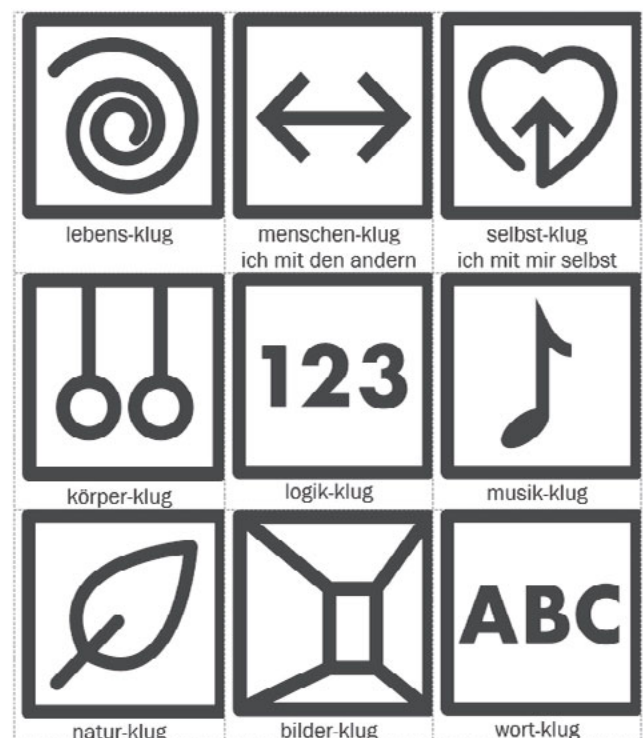 lebens-klug
menschen-klug
ich mit den andern
selbst-klug
ich mit mir selbst
123
körper-klug
logik-klug
musik-klug
ABC
natur-klug
bilder-klug
wort-klug